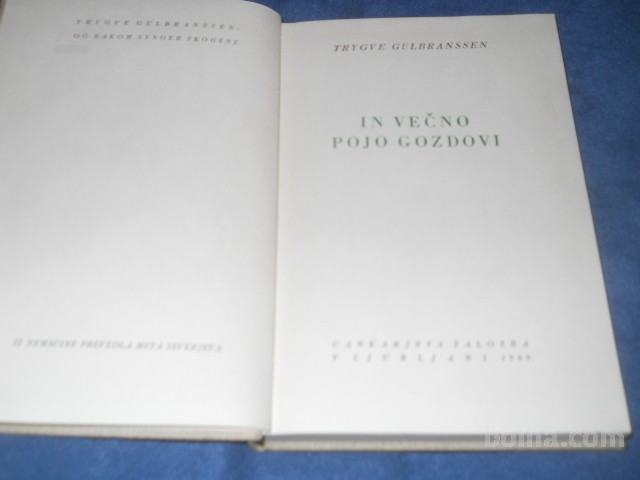 TRYGVE GULBRANSSEN,
OG BAKOM SYNGER SKOGENE
IZ NEMŠČINE PREVEDLA META SEVERJEVA
TRYGVE GULBRANSSEN
IN VEČNO
POJO GOZDOVI
CANKARJEVA ZALOŽBA
V LJUBLJANI 1969
bolha.com